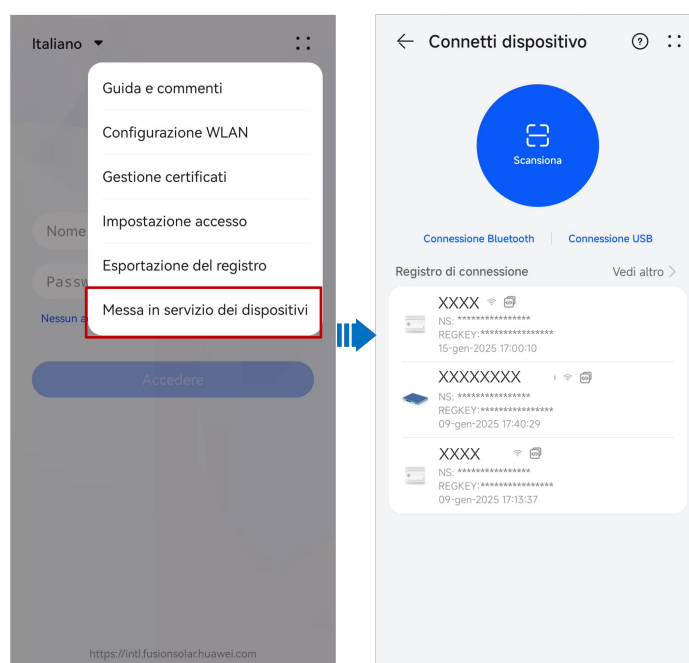 Italiano
Guida e commenti
Configurazione WLAN
Gestione certificati
Nome
Impostazione accesso
Esportazione del registro
Passw
Messa in servizio dei dispositivi
Nessun a
Accedere
https://intl.fusionsolar.huawei.com
Connetti dispositivo
Scansiona
Connessione Bluetooth Connessione USB
Registro di connessione Vedi altro
XXXX
NS: ****************
REGKEY:****************
15-gen-2025 17:00:10
XXXXXXXX
NS: ****************
REGKEY:****************
09-gen-2025 17:40:29
XXXX
NS: ****************
REGKEY:****************
09-gen-2025 17:13:37